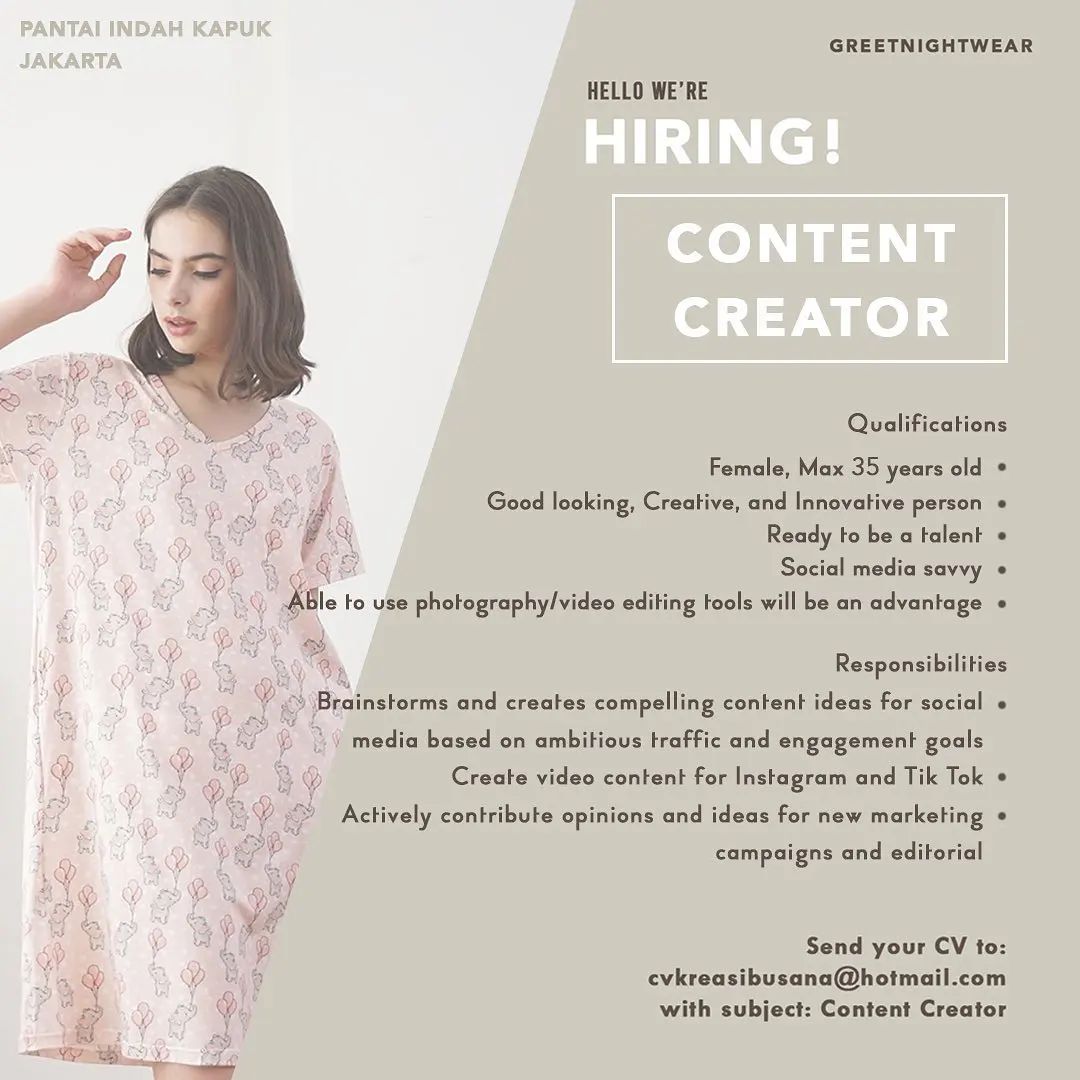 PANTAI INDAH KAPUK
JAKARTA
GREETNIGHTWEAR
HELLO WE'RE
HIRING!
CONTENT
CREATOR
Qualifications
Female, Max 35 years old •
Good looking, Creative, and Innovative person •
Ready to be a talent •
Social media savvy •
Able to use photography/video editing tools will be an advantage •
Responsibilities
Brainstorms and creates compelling content ideas for social •
media based on ambitious traffic and engagement goals
Create video content for Instagram and Tik Tok •
Actively contribute opinions and ideas for new marketing •
campaigns and editorial
Send your CV to:
cvkreasibusana@hotmail.com
with subject: Content Creator